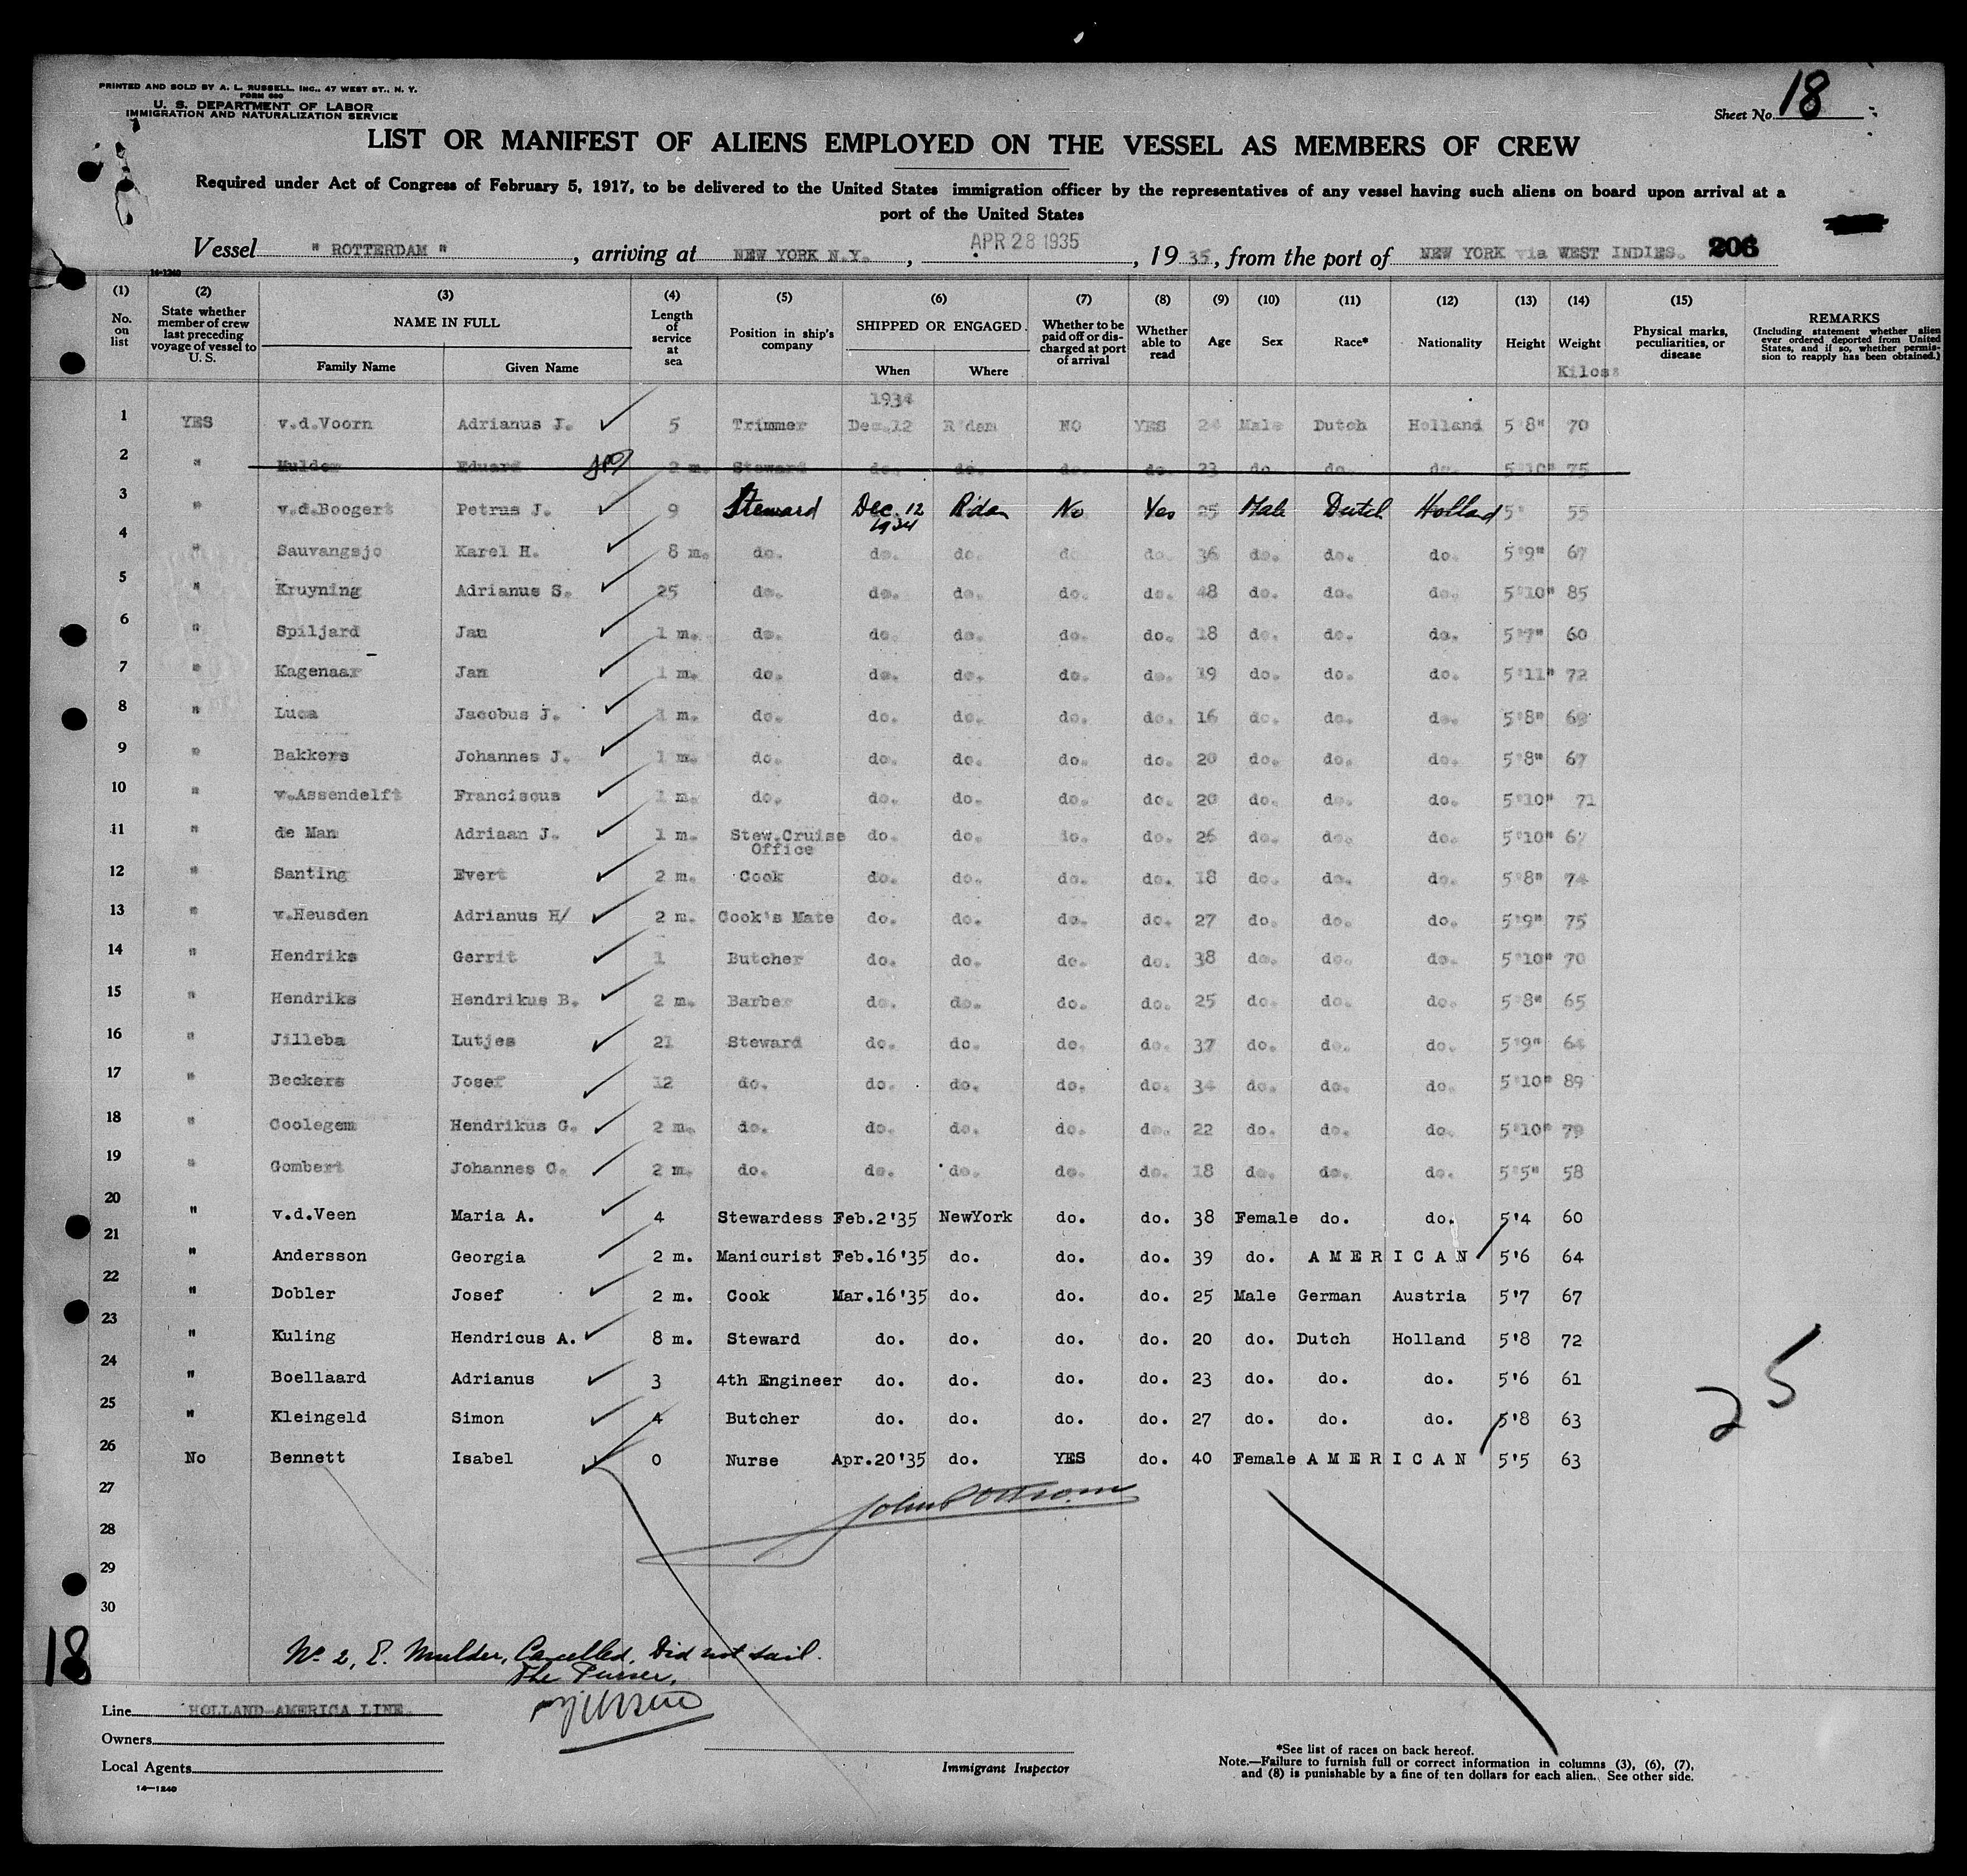 PRINTED AND SOLD BY A. L. RUSSELL, INC., 47 WEST ST., N. Y.
FORM 680
U. S. DEPARTMENT OF LABOR
IMMIGRATION AND NATURALIZATION SERVICE
Sheet No. 18
LIST OR MANIFEST OF ALIENS EMPLOYED ON THE VESSEL AS MEMBERS OF CREW
Required under Act of Congress of February 5, 1917, to be delivered to the United States immigration officer by the representatives of any vessel having such aliens on board upon arrival at a
port of the United States
Vessel " ROTTERDAM ", arriving at NEW YORK N.Y., APR 28 1935, 1935, from the port of NEW YORK via WEST INDIES. 206
14-1240
(1) (2) (3) (4) (5) (6) (7) (8) (9) (10) (11) (12) (13) (14) (15)
No. on list
State whether member of crew last preceding voyage of vessel to U. S.
NAME IN FULL
Family Name
Given Name
Length of service at sea
Position in ship's company
SHIPPED OR ENGAGED
When
Where
Whether to be paid off or discharged at port of arrival
Whether able to read
Age
Sex
Race*
Nationality
Height
Weight
Kilos
Physical marks, peculiarities, or disease
REMARKS
(Including statement whether alien ever ordered deported from United States, and if so, whether permission to reapply has been obtained.)
1934
1 YES v.d.Voorn Adrianus J. 5 Trimmer Dec.12 R'dam NO YES 24 Male Dutch Holland 5'8" 70
2 " Mulder Eduard 2 m. Steward do. do. do. do. 23 do. do. do. 5'10" 75
3 " v.d.Boogert Petrus J. 9 Steward Dec. 12 1934 R'dam No Yes 25 Male Dutch Holland 5' 55
4 " Sauvangsjo Karel H. 8 m. do. do. do. do. do. 36 do. do. do. 5'9" 67
5 " Kruyning Adrianus S. 25 do. do. do. do. do. 48 do. do. do. 5'10" 85
6 " Spiljard Jan 1 m. do. do. do. do. do. 18 do. do. do. 5'7" 60
7 " Kagenaar Jan 1 m. do. do. do. do. do. 19 do. do. do. 5'11" 72
8 " Luca Jacobus J. 1 m. do. do. do. do. do. 16 do. do. do. 5'8"
9 " Bakkers Johannes J. 1 m. do. do. do. do. do. 20 do. do. do. 5'8" 67
10 " v.Assendelft Franciscus 1 m. do. do. do. do. do. 20 do. do. do. 5'10" 71
11 " de Man Adriaan J. 1 m. Stew.Cruise Office do. do. do. do. 26 do. do. do. 5'10" 67
12 " Santing Evert 2 m. Cook do. do. do. do. 18 do. do. do. 5'8" 74
13 " v.Heusden Adrianus H/ 2 m. Cook's Mate do. do. do. do. 27 do. do. do. 5'9" 75
14 " Hendriks Gerrit 1 Butcher do. do. do. do. 38 do. do. do. 5'10" 70
15 " Hendriks Hendrikus B. 2 m. Barber do. do. do. do. 25 do. do. do. 5'8" 65
16 " Jilleba Lutjes 21 Steward do. do. do. do. 37 do. do. do. 5'9" 64
17 " Beckers Josef 12 do. do. do. do. do. 34 do. do. do. 5'10" 89
18 " Coolegem Hendrikus G. 2 m. do. do. do. do. do. 22 do. do. do. 5'10" 79
19 " Gombert Johannes C. 2 m. do. do. do. do. do. 18 do. do. do. 5'5" 58
20 " v.d.Veen Maria A. 4 Stewardess Feb.2'35 NewYork do. do. 38 Female do. do. 5'4 60
21 " Andersson Georgia 2 m. Manicurist Feb.16'35 do. do. do. 39 do. AMERICAN 5'6 64
22 " Dobler Josef 2 m. Cook Mar.16'35 do. do. do. 25 Male German Austria 5'7 67
23 " Kuling Hendricus A. 8 m. Steward do. do. do. do. 20 do. Dutch Holland 5'8 72
24 " Boellaard Adrianus 3 4th Engineer do. do. do. do. 23 do. do. do. 5'6 61
25 " Kleingeld Simon 4 Butcher do. do. do. do. 27 do. do. do. 5'8 63
26 No Bennett Isabel 0 Nurse Apr.20'35 do. YES do. 40 Female AMERICAN 5'5 63
25
27
28
29
30
18
No 2, E. Mulder, Cancelled, Did not sail.
The Purser,
Line HOLLAND-AMERICA LINE.
Owners
Local Agents
14-1240
Immigrant Inspector
*See list of races on back hereof.
Note.—Failure to furnish full or correct information in columns (3), (6), (7),
and (8) is punishable by a fine of ten dollars for each alien. See other side.